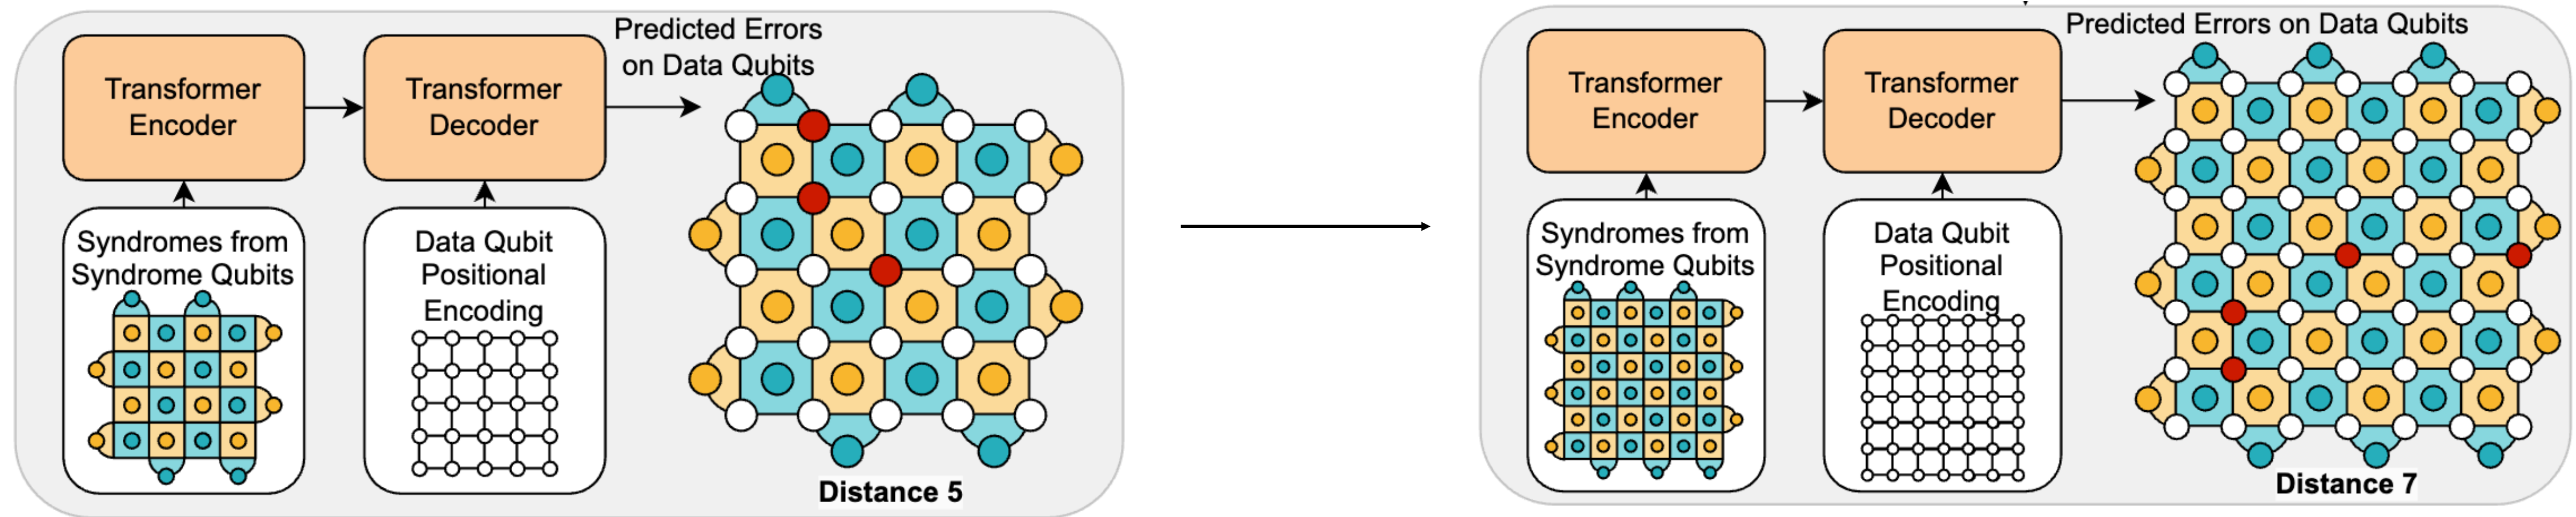 Transformer
Encoder
Transformer
Decoder
Predicted Errors
on Data Qubits
Syndromes from
Syndrome Qubits
Data Qubit
Positional
Encoding
Distance 5
Transformer
Encoder
Transformer
Decoder
Predicted Errors on Data Qubits
Syndromes from
Syndrome Qubits
Data Qubit
Positional
Encoding
Distance 7